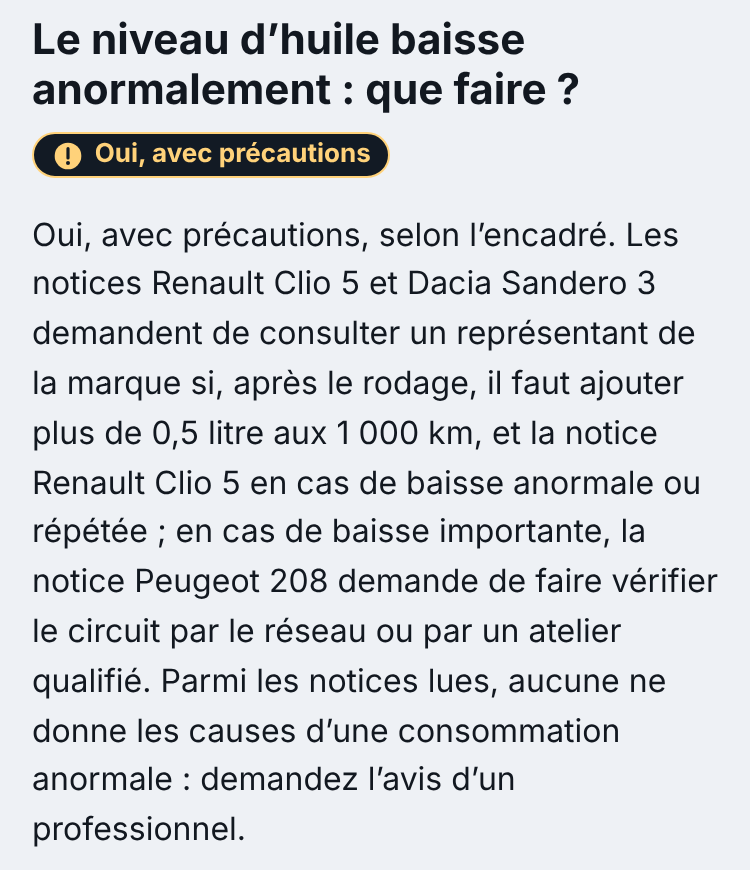 Le niveau d’huile baisse
anormalement : que faire ?
Oui, avec précautions
Oui, avec précautions, selon l’encadré. Les
notices Renault Clio 5 et Dacia Sandero 3
demandent de consulter un représentant de
la marque si, après le rodage, il faut ajouter
plus de 0,5 litre aux 1 000 km, et la notice
Renault Clio 5 en cas de baisse anormale ou
répétée ; en cas de baisse importante, la
notice Peugeot 208 demande de faire vérifier
le circuit par le réseau ou par un atelier
qualifié. Parmi les notices lues, aucune ne
donne les causes d’une consommation
anormale : demandez l’avis d’un
professionnel.